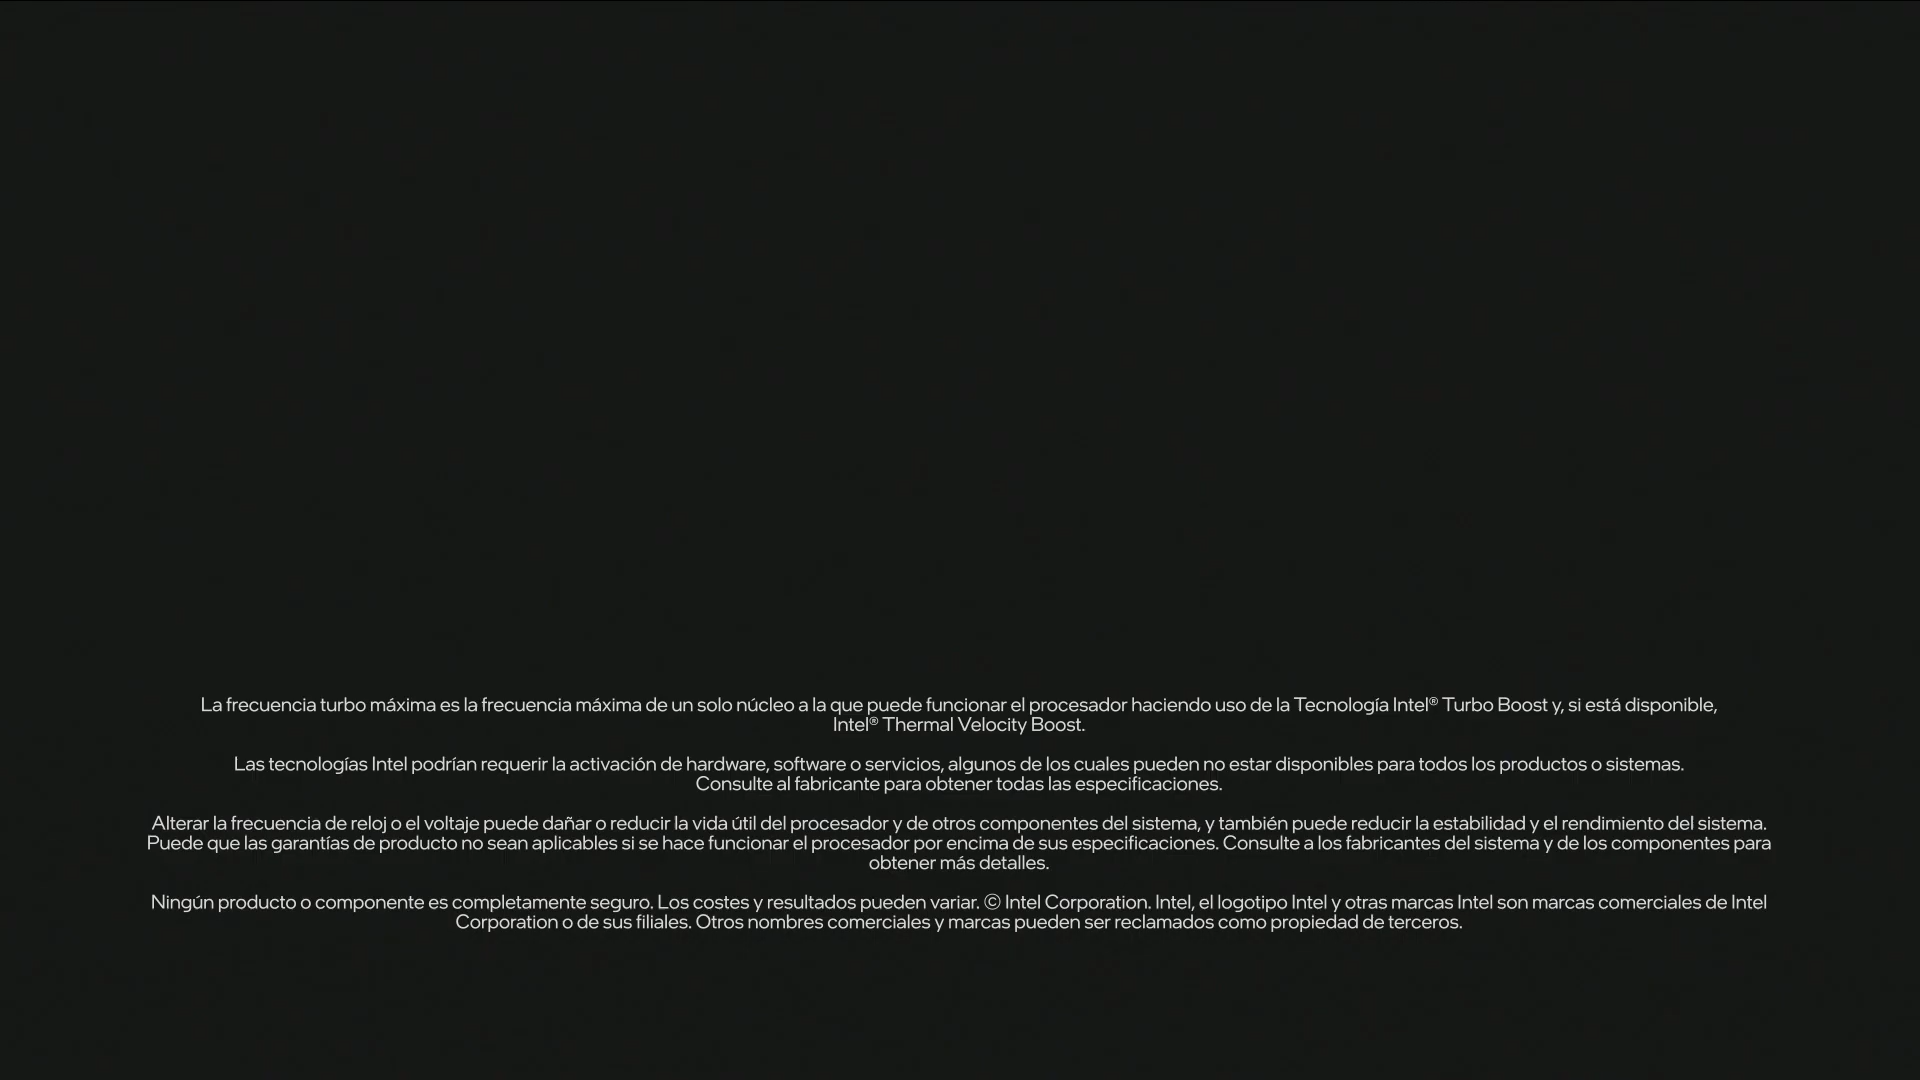 La frecuencia turbo máxima es la frecuencia máxima de un solo núcleo a la que puede funcionar el procesador haciendo uso de la Tecnología Intel® Turbo Boost y, si está disponible,
Intel® Thermal Velocity Boost.
Las tecnologías Intel podrían requerir la activación de hardware, software o servicios, algunos de los cuales pueden no estar disponibles para todos los productos o sistemas.
Consulte al fabricante para obtener todas las especificaciones.
Alterar la frecuencia de reloj o el voltaje puede dañar o reducir la vida útil del procesador y de otros componentes del sistema, y también puede reducir la estabilidad y el rendimiento del sistema.
Puede que las garantías de producto no sean aplicables si se hace funcionar el procesador por encima de sus especificaciones. Consulte a los fabricantes del sistema y de los componentes para
obtener más detalles.
Ningún producto o componente es completamente seguro. Los costes y resultados pueden variar. © Intel Corporation. Intel, el logotipo Intel y otras marcas Intel son marcas comerciales de Intel
Corporation o de sus filiales. Otros nombres comerciales y marcas pueden ser reclamados como propiedad de terceros.